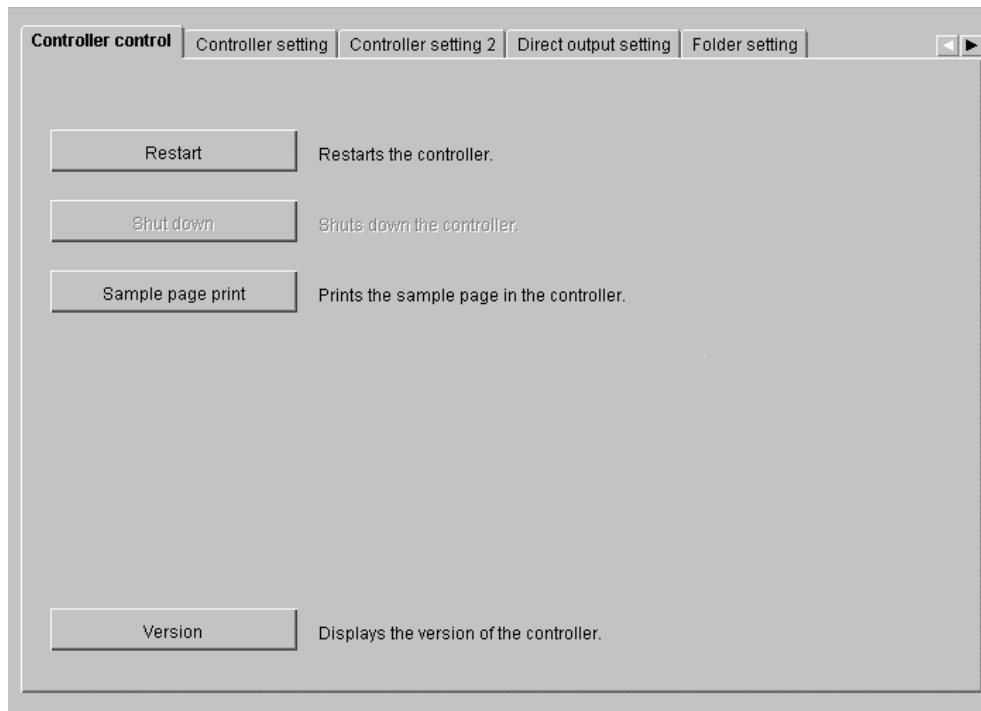 Controller control Controller setting Controller setting 2 Direct output setting Folder setting
Restart Restarts the controller.
Shut down Shuts down the controller.
Sample page print Prints the sample page in the controller.
Version Displays the version of the controller.